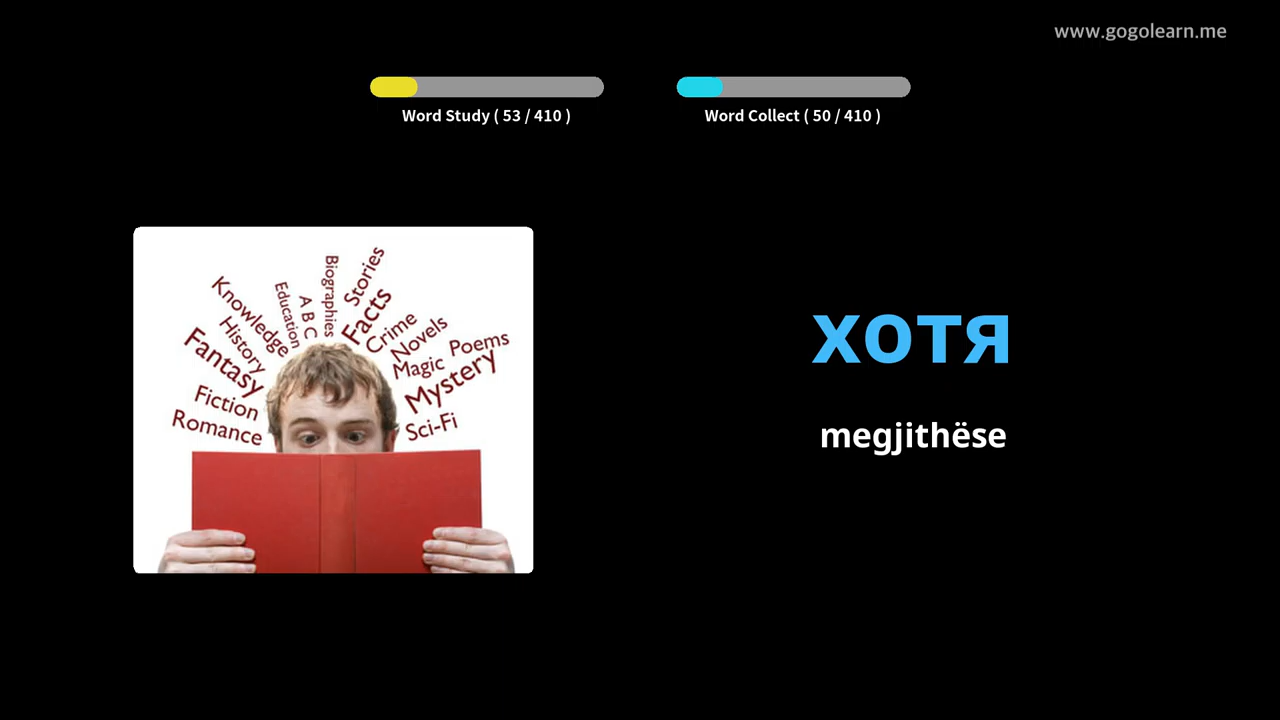 www.gogolearn.me
Word Study ( 53 / 410 )
Word Collect ( 50 / 410 )
Biographies
Stories
Facts
A B C
Education
Knowledge
History
Fantasy
Fiction
Romance
Crime
Novels
Poems
Magic
Mystery
Sci-Fi
хотя
megjithëse